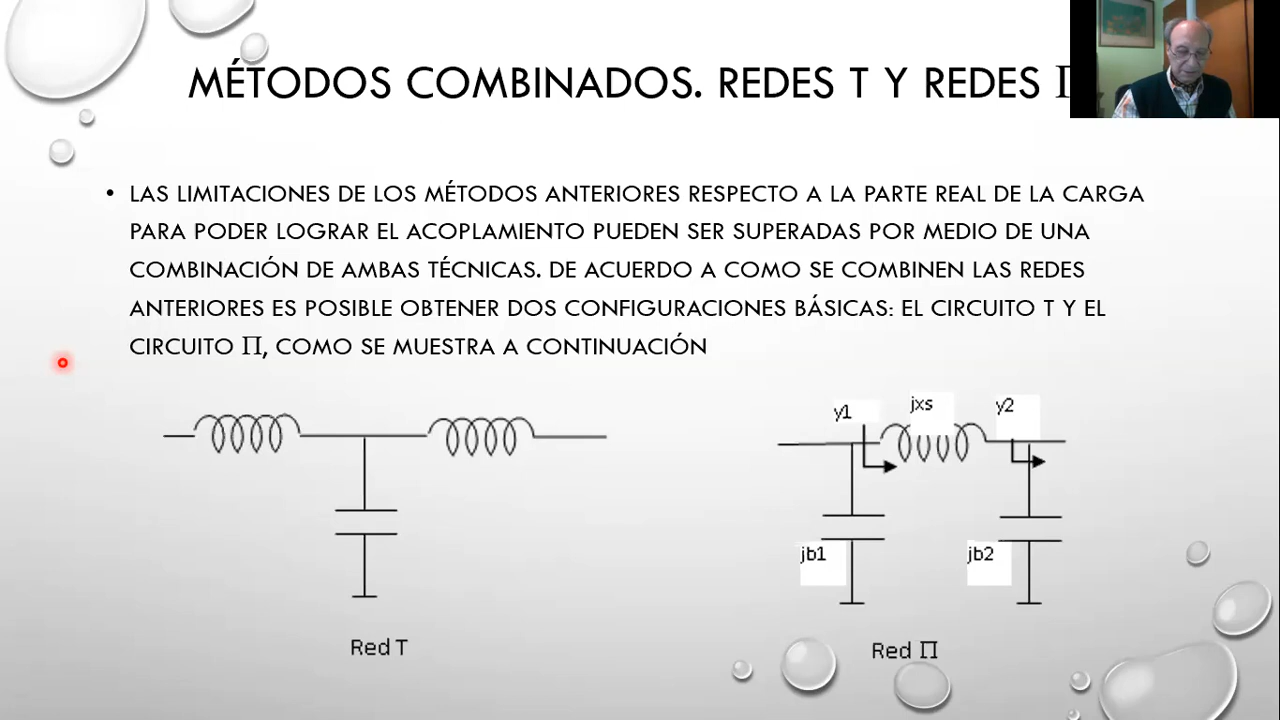 MÉTODOS COMBINADOS. REDES T Y REDES Π
• LAS LIMITACIONES DE LOS MÉTODOS ANTERIORES RESPECTO A LA PARTE REAL DE LA CARGA
PARA PODER LOGRAR EL ACOPLAMIENTO PUEDEN SER SUPERADAS POR MEDIO DE UNA
COMBINACIÓN DE AMBAS TÉCNICAS. DE ACUERDO A COMO SE COMBINEN LAS REDES
ANTERIORES ES POSIBLE OBTENER DOS CONFIGURACIONES BÁSICAS: EL CIRCUITO T Y EL
CIRCUITO Π, COMO SE MUESTRA A CONTINUACIÓN
y1 jxs y2
jb1 jb2
Red T
Red Π